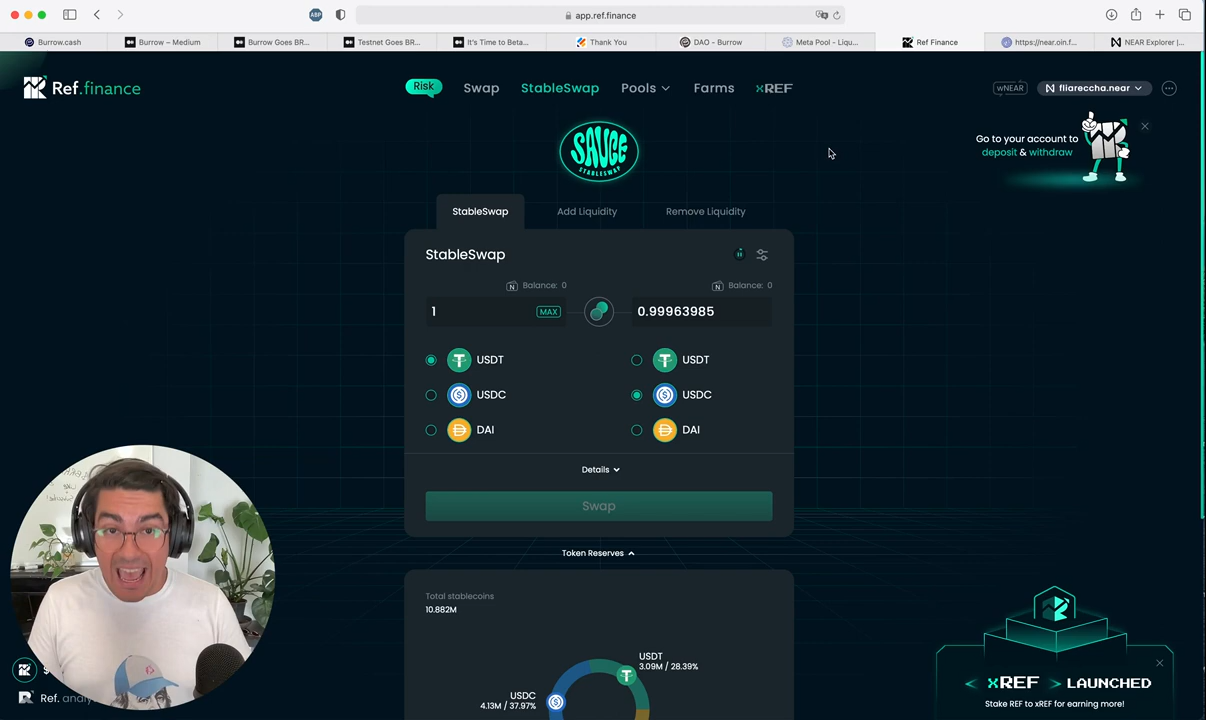 app.ref.finance
Burrow.cash
Burrow – Medium
Burrow Goes BR...
Testnet Goes BR...
It's Time to Beta...
Thank You
DAO - Burrow
Meta Pool - Liqu...
Ref Finance
https://near.oin.f...
NEAR Explorer |...
Ref.finance
Risk
Swap
StableSwap
Pools
Farms
xREF
wNEAR
fliareccha.near
Go to your account to
deposit & withdraw
SAUCE
STABLESWAP
StableSwap
Add Liquidity
Remove Liquidity
StableSwap
Balance: 0
Balance: 0
1
MAX
0.99963985
USDT
USDT
USDC
USDC
DAI
DAI
Details
Swap
Token Reserves
Total stablecoins
10.882M
USDT
3.09M / 28.39%
USDC
4.13M / 37.97%
$
Ref. analy
xREF
LAUNCHED
Stake REF to xREF for earning more!